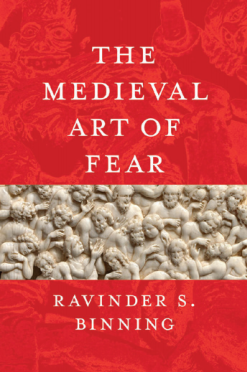 THE
MEDIEVAL
ART OF
FEAR
RAVINDER S.
BINNING